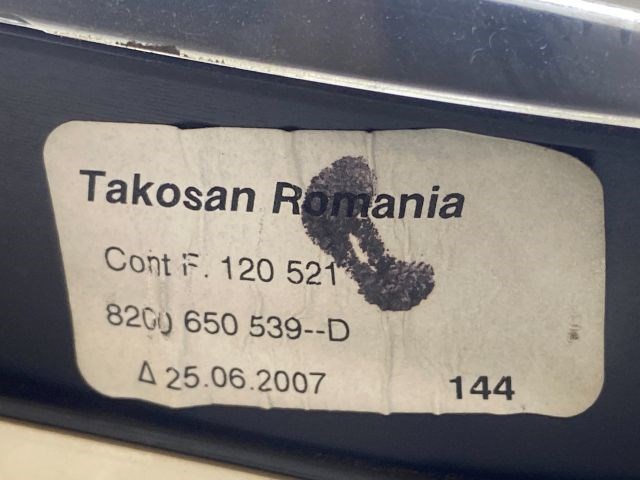 Takosan Romania
Cont F. 120 521
8200 650 539--D
Δ 25.06.2007 144